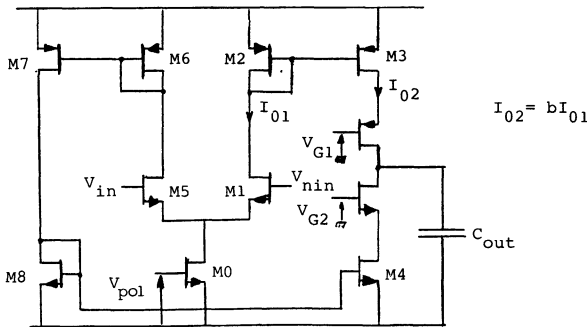 M7
M6
M2
M3
I01
I02
I02= bI01
VG1
Vin
M5
M1
Vnin
VG2
Cout
M8
Vpol
M0
M4